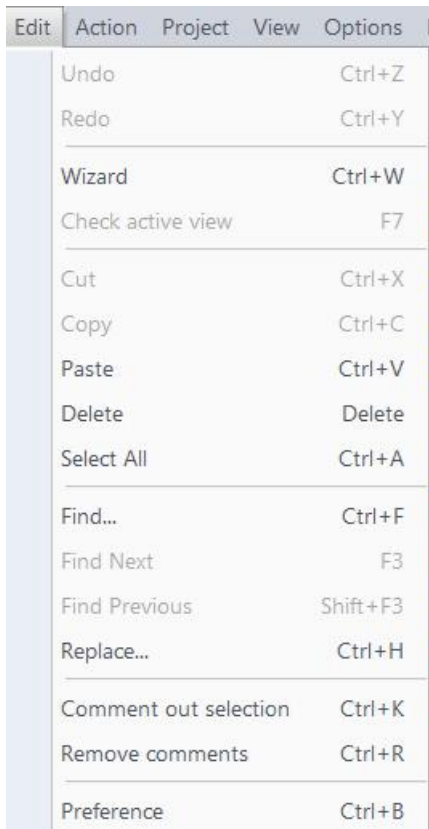 Edit Action Project View Options
Undo Ctrl+Z
Redo Ctrl+Y
Wizard Ctrl+W
Check active view F7
Cut Ctrl+X
Copy Ctrl+C
Paste Ctrl+V
Delete Delete
Select All Ctrl+A
Find... Ctrl+F
Find Next F3
Find Previous Shift+F3
Replace... Ctrl+H
Comment out selection Ctrl+K
Remove comments Ctrl+R
Preference Ctrl+B